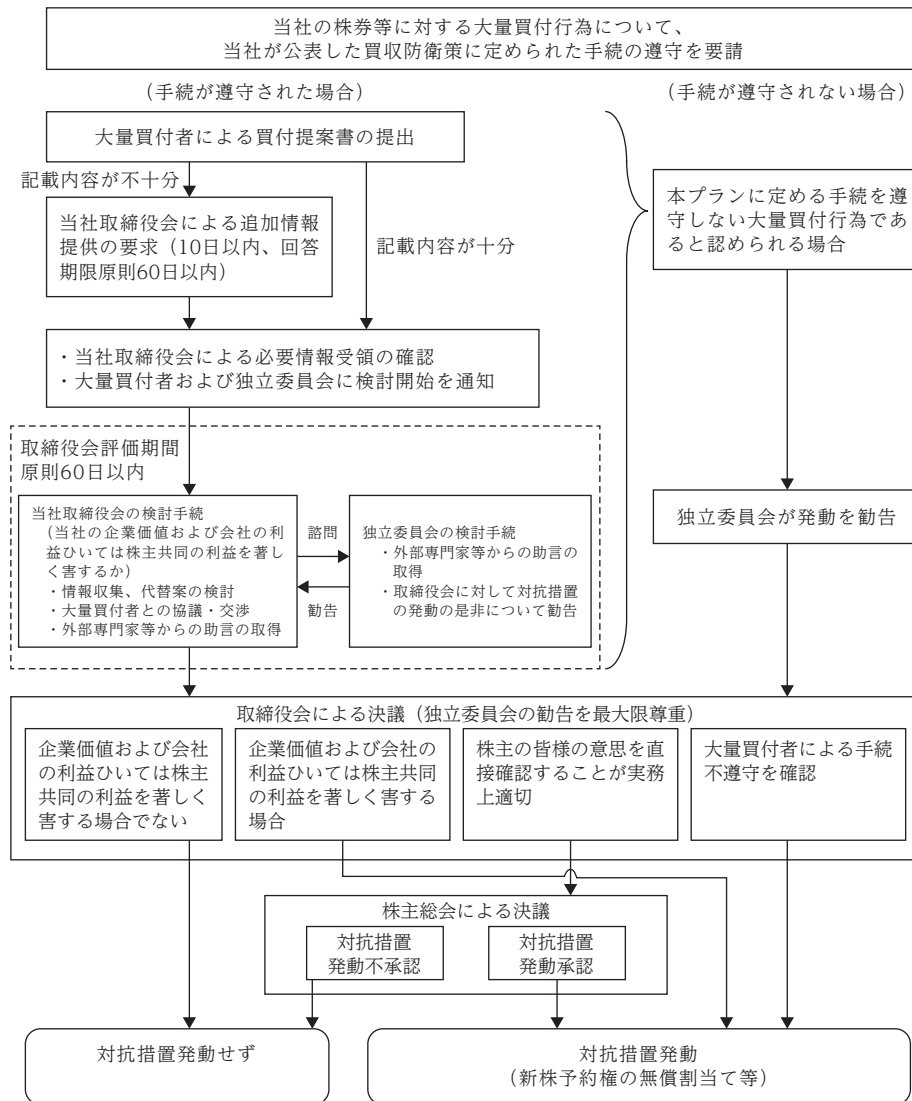 当社の株券等に対する大量買付行為について、
当社が公表した買収防衛策に定められた手続の遵守を要請
(手続が遵守された場合)
(手続が遵守されない場合)
大量買付者による買付提案書の提出
記載内容が不十分
当社取締役会による追加情報
提供の要求(10日以内、回答
期限原則60日以内)
記載内容が十分
本プランに定める手続を遵
守しない大量買付行為であ
ると認められる場合
・当社取締役会による必要情報受領の確認
・大量買付者および独立委員会に検討開始を通知
取締役会評価期間
原則60日以内
当社取締役会の検討手続
(当社の企業価値および会社の利
益ひいては株主共同の利益を著し
く害するか)
・情報収集、代替案の検討
・大量買付者との協議・交渉
・外部専門家等からの助言の取得
諮問
勧告
独立委員会の検討手続
・外部専門家等からの助言の
取得
・取締役会に対して対抗措置
の発動の是非について勧告
独立委員会が発動を勧告
取締役会による決議(独立委員会の勧告を最大限尊重)
企業価値および会社
の利益ひいては株主
共同の利益を著しく
害する場合でない
企業価値および会社の
利益ひいては株主共同
の利益を著しく害する
場合
株主の皆様の意思を直
接確認することが実務
上適切
大量買付者による手続
不遵守を確認
株主総会による決議
対抗措置
発動不承認
対抗措置
発動承認
対抗措置発動せず
対抗措置発動
(新株予約権の無償割当て等)